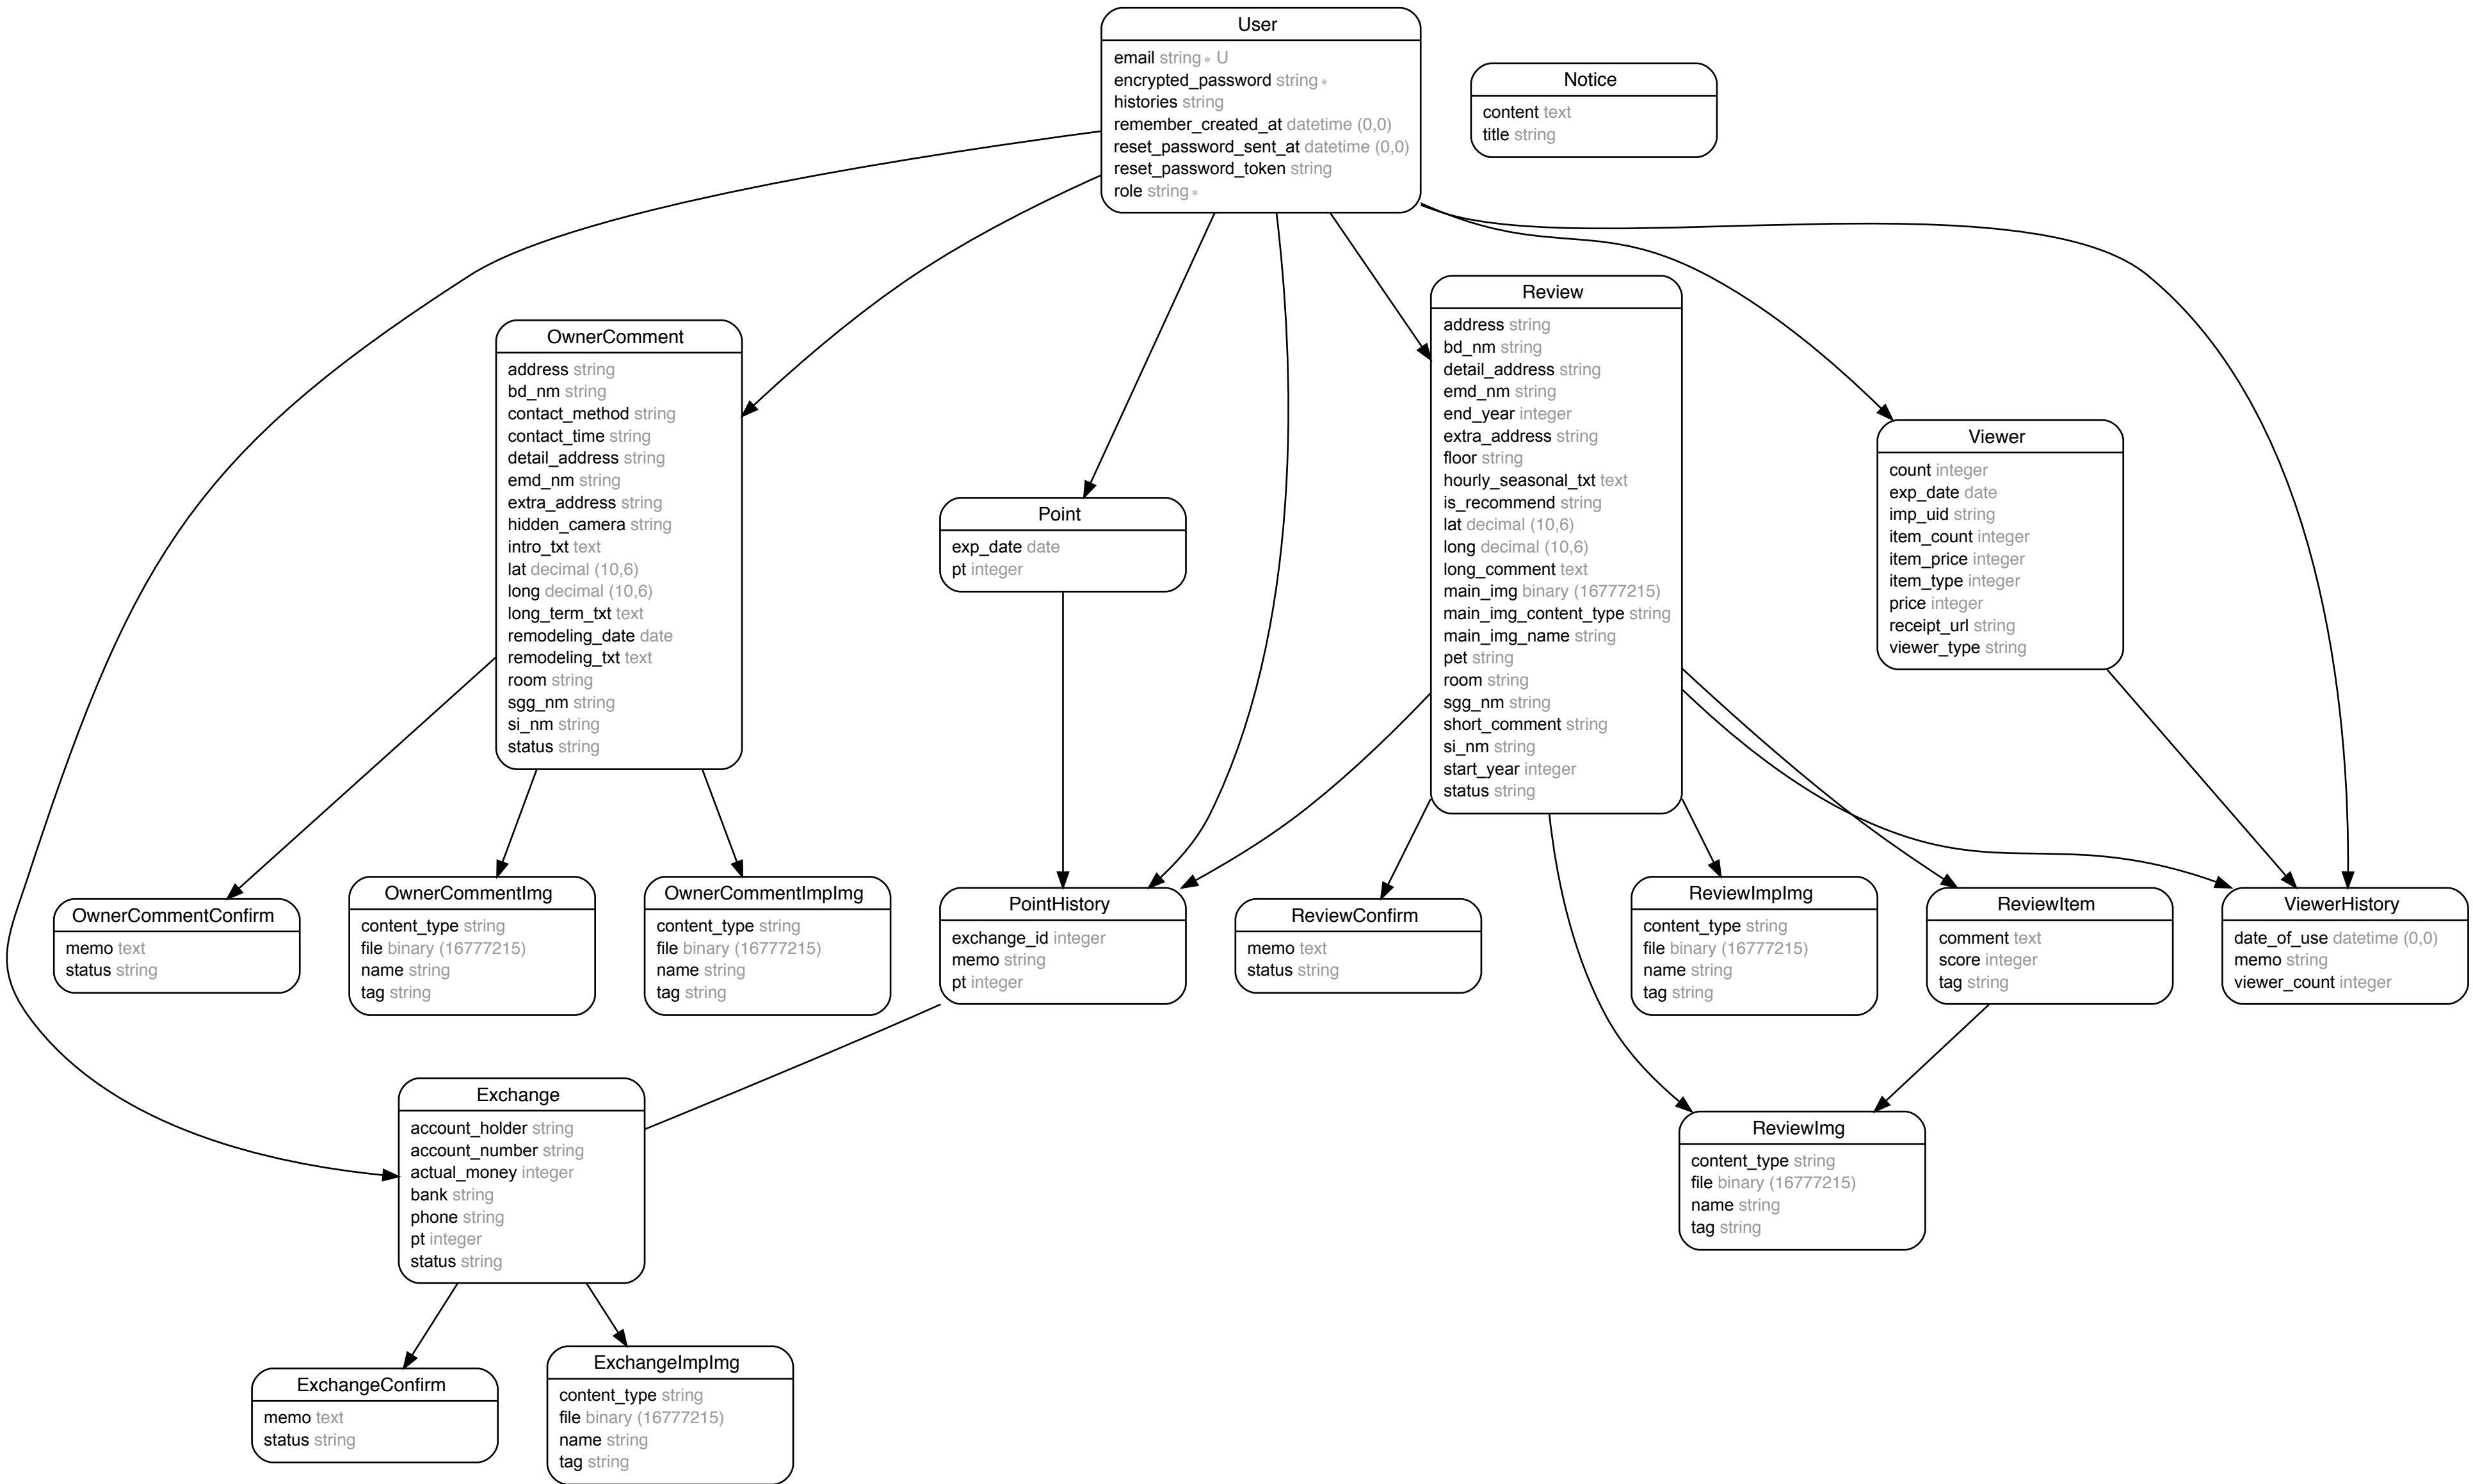 User
email string∗ U
encrypted_password string∗
histories string
remember_created_at datetime (0,0)
reset_password_sent_at datetime (0,0)
reset_password_token string
role string∗
Notice
content text
title string
OwnerComment
address string
bd_nm string
contact_method string
contact_time string
detail_address string
emd_nm string
extra_address string
hidden_camera string
intro_txt text
lat decimal (10,6)
long decimal (10,6)
long_term_txt text
remodeling_date date
remodeling_txt text
room string
sgg_nm string
si_nm string
status string
Point
exp_date date
pt integer
Review
address string
bd_nm string
detail_address string
emd_nm string
end_year integer
extra_address string
floor string
hourly_seasonal_txt text
is_recommend string
lat decimal (10,6)
long decimal (10,6)
long_comment text
main_img binary (16777215)
main_img_content_type string
main_img_name string
pet string
room string
sgg_nm string
short_comment string
si_nm string
start_year integer
status string
Viewer
count integer
exp_date date
imp_uid string
item_count integer
item_price integer
item_type integer
price integer
receipt_url string
viewer_type string
OwnerCommentConfirm
memo text
status string
OwnerCommentImg
content_type string
file binary (16777215)
name string
tag string
OwnerCommentImpImg
content_type string
file binary (16777215)
name string
tag string
PointHistory
exchange_id integer
memo string
pt integer
ReviewConfirm
memo text
status string
ReviewImpImg
content_type string
file binary (16777215)
name string
tag string
ReviewItem
comment text
score integer
tag string
ViewerHistory
date_of_use datetime (0,0)
memo string
viewer_count integer
Exchange
account_holder string
account_number string
actual_money integer
bank string
phone string
pt integer
status string
ReviewImg
content_type string
file binary (16777215)
name string
tag string
ExchangeConfirm
memo text
status string
ExchangeImpImg
content_type string
file binary (16777215)
name string
tag string